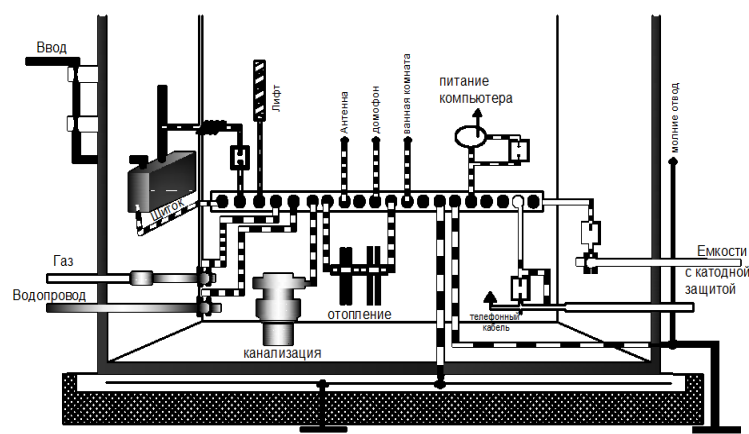 Ввод
Лифт
Антенна
домофон
ванная комната
питание
компьютера
молние отвод
Щиток
Газ
Водопровод
Емкости
с катодной
защитой
отопление
телефонный
кабель
канализация